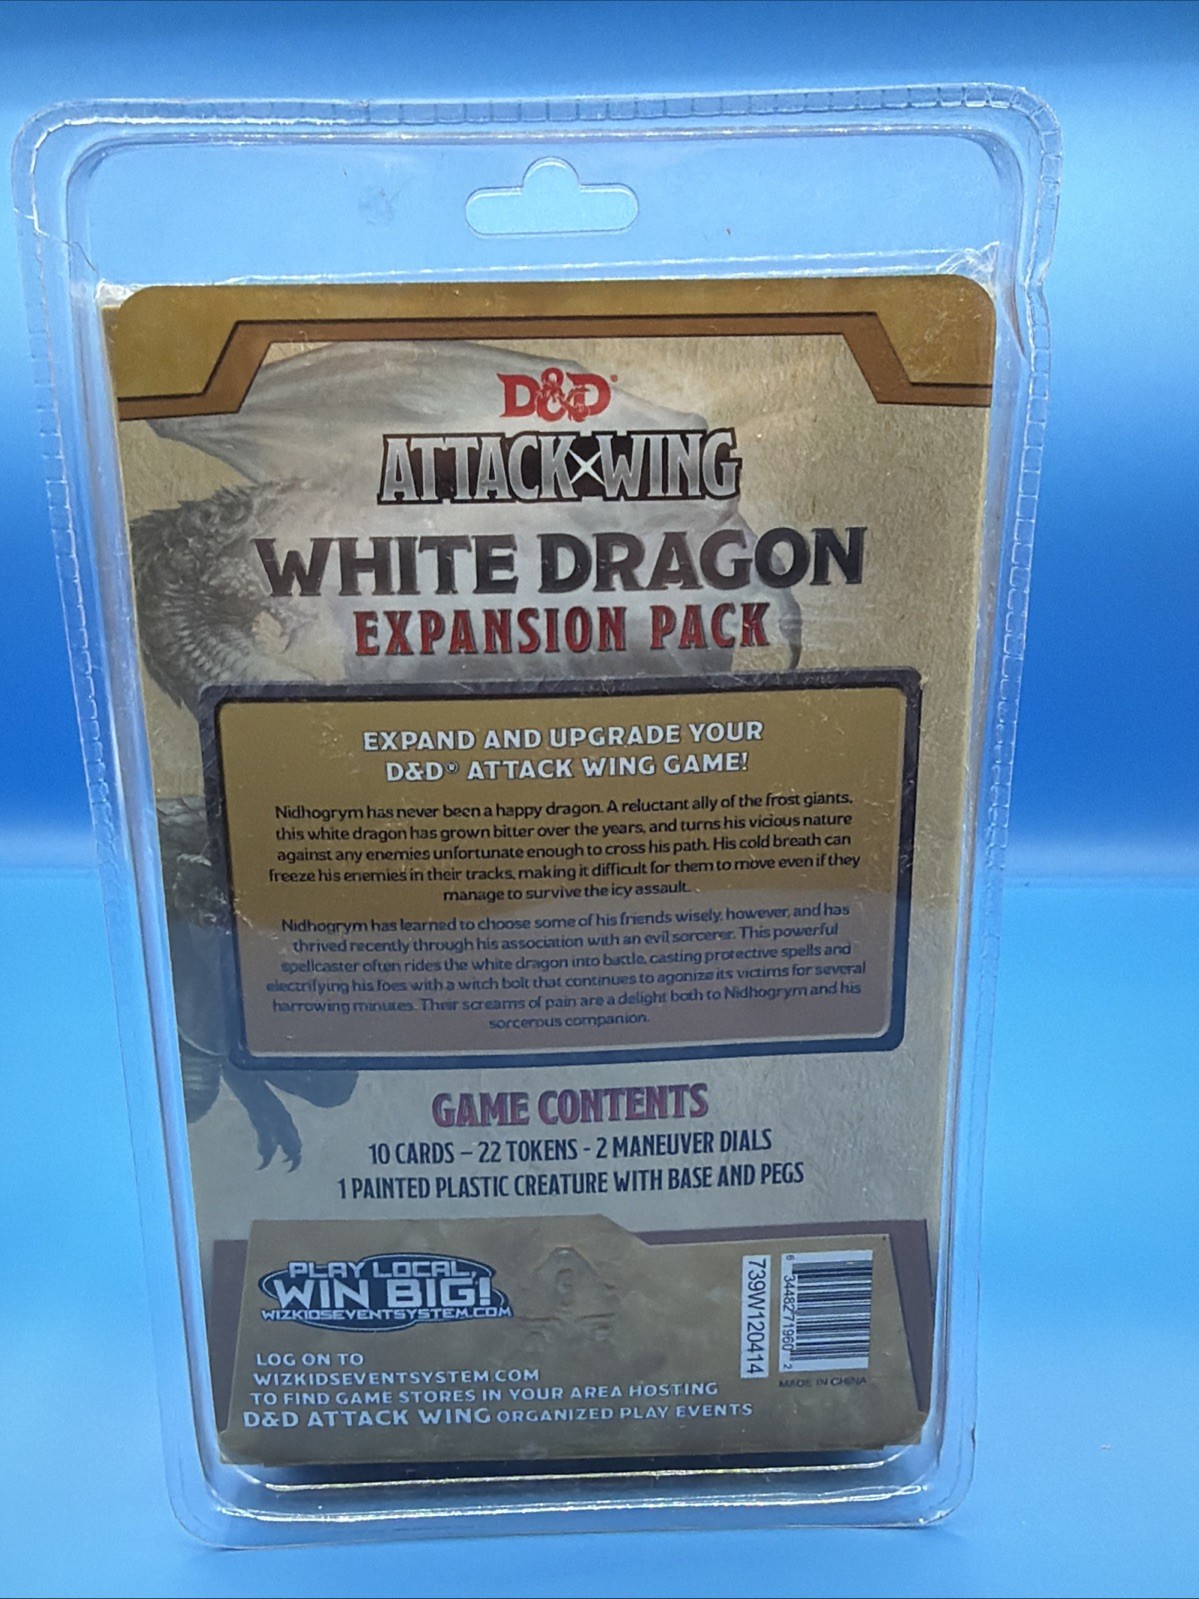 D&D®
ATTACK WING
WHITE DRAGON
EXPANSION PACK
EXPAND AND UPGRADE YOUR
D&D® ATTACK WING GAME!
Nidhogrym has never been a happy dragon. A reluctant ally of the frost giants,
this white dragon has grown bitter over the years, and turns his vicious nature
against any enemies unfortunate enough to cross his path. His cold breath can
freeze his enemies in their tracks, making it difficult for them to move even if they
manage to survive the icy assault.
Nidhogrym has learned to choose some of his friends wisely, however, and has
thrived recently through his association with an evil sorcerer. This powerful
spellcaster often rides the white dragon into battle, casting protective spells and
electrifying his foes with a witch bolt that continues to agonize its victims for several
harrowing minutes. Their screams of pain are a delight both to Nidhogrym and his
sorcerous companion.
GAME CONTENTS
10 CARDS – 22 TOKENS - 2 MANEUVER DIALS
1 PAINTED PLASTIC CREATURE WITH BASE AND PEGS
PLAY LOCAL,
WIN BIG!
WIZKIDSEVENTSYSTEM.COM
LOG ON TO
WIZKIDSEVENTSYSTEM.COM
TO FIND GAME STORES IN YOUR AREA HOSTING
D&D ATTACK WING ORGANIZED PLAY EVENTS
739W120414
6 34482 71960 2
MADE IN CHINA